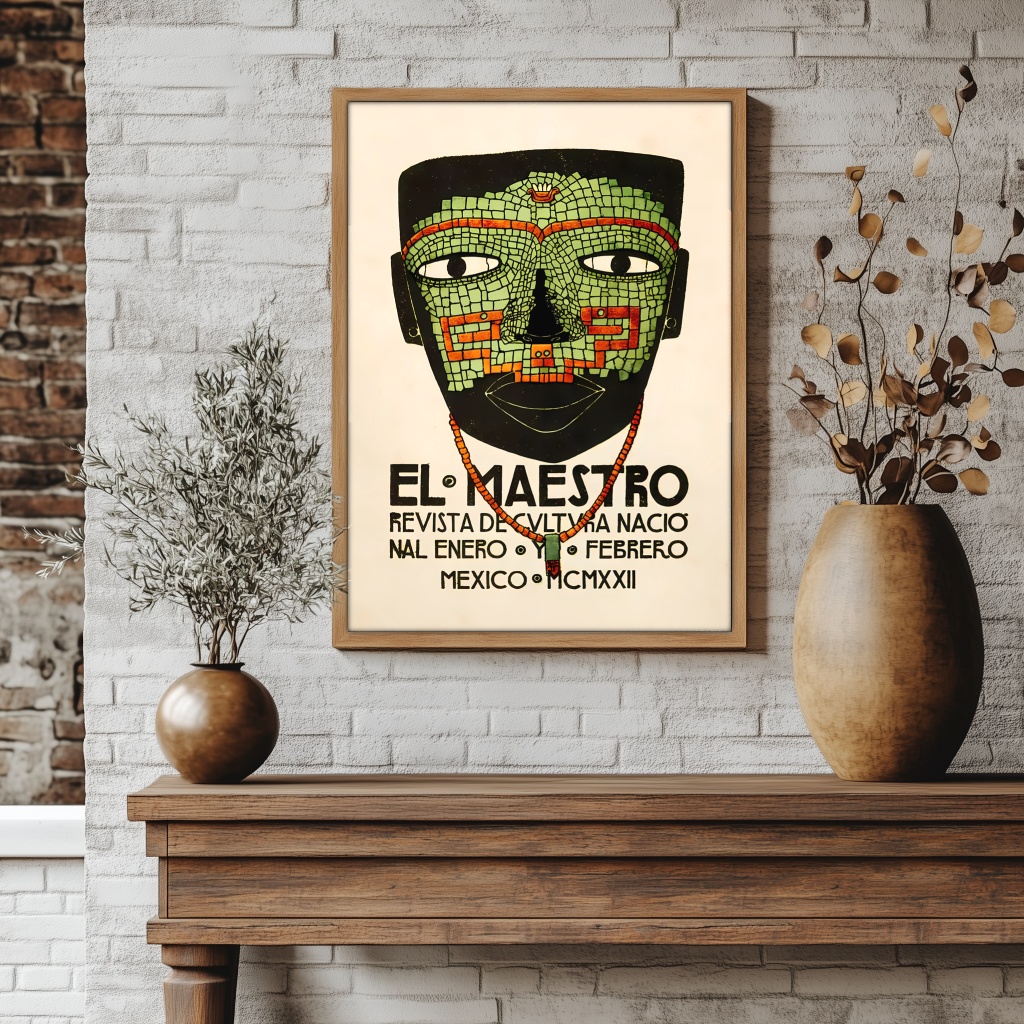 EL·MAESTRO
REVISTA DE CVLTVRA NACIO
NAL ENERO · Y · FEBRERO
MEXICO · MCMXXII